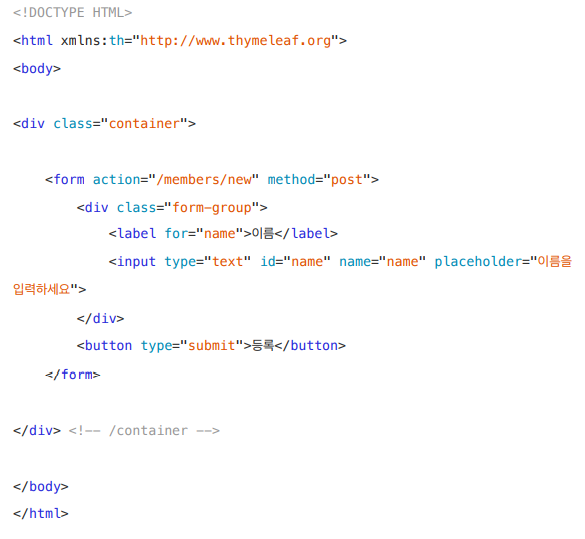 <!DOCTYPE HTML>
<html xmlns:th="http://www.thymeleaf.org">
<body>

<div class="container">

    <form action="/members/new" method="post">
        <div class="form-group">
            <label for="name">이름</label>
            <input type="text" id="name" name="name" placeholder="이름을
입력하세요">
        </div>
        <button type="submit">등록</button>
    </form>

</div> <!-- /container -->

</body>
</html>